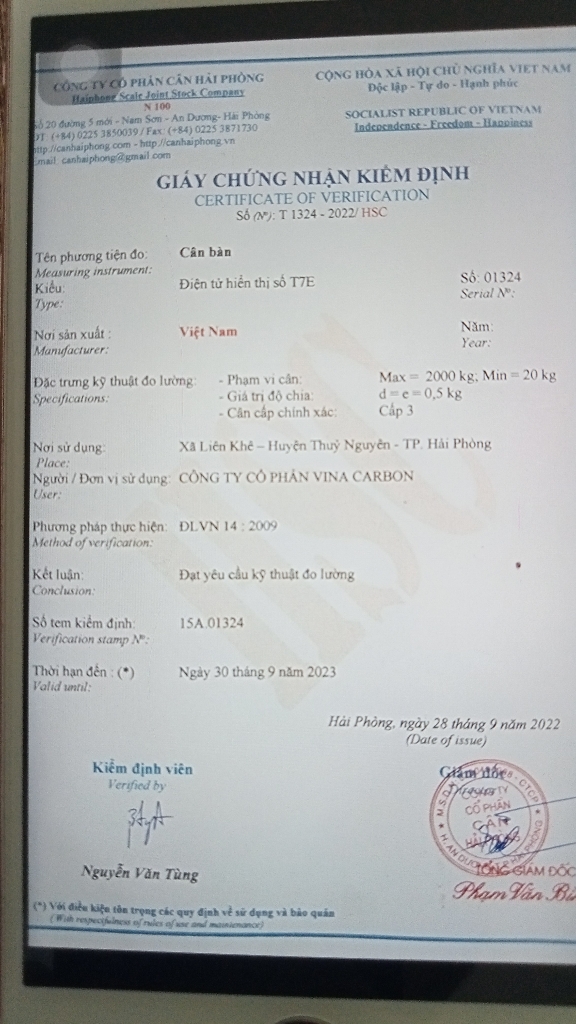 CÔNG TY CỔ PHẦN CÂN HẢI PHÒNG
Haiphong Scale Joint Stock Company
N 100
Số 20 đường 5 mới - Nam Sơn - An Dương- Hải Phòng
ĐT: (+84) 0225 3850039 / Fax: (+84) 0225 3871730
http://canhaiphong.com - http://canhaiphong.vn
Email: canhaiphong@gmail.com
CỘNG HÒA XÃ HỘI CHỦ NGHĨA VIỆT NAM
Độc lập - Tự do - Hạnh phúc
SOCIALIST REPUBLIC OF VIETNAM
Independence - Freedom - Happiness
GIẤY CHỨNG NHẬN KIỂM ĐỊNH
CERTIFICATE OF VERIFICATION
Số (Nº): T 1324 - 2022/ HSC
Tên phương tiện đo: Cân bàn
Measuring instrument:
Kiểu: Điện tử hiển thị số T7E Số: 01324
Type: Serial Nº:
Nơi sản xuất : Việt Nam Năm:
Manufacturer: Year:
Đặc trưng kỹ thuật đo lường: - Phạm vi cân: Max = 2000 kg; Min = 20 kg
Specifications: - Giá trị độ chia: d = e = 0,5 kg
- Cân cấp chính xác: Cấp 3
Nơi sử dụng: Xã Liên Khê – Huyện Thuỷ Nguyên - TP. Hải Phòng
Place:
Người / Đơn vị sử dụng: CÔNG TY CỔ PHẦN VINA CARBON
User:
Phương pháp thực hiện: ĐLVN 14 : 2009
Method of verification:
Kết luận: Đạt yêu cầu kỹ thuật đo lường
Conclusion:
Số tem kiểm định: 15A.01324
Verification stamp Nº:
Thời hạn đến : (*) Ngày 30 tháng 9 năm 2023
Valid until:
Hải Phòng, ngày 28 tháng 9 năm 2022
(Date of issue)
Kiểm định viên
Verified by
Nguyễn Văn Tùng
Giám đốc
Director
CÔNG TY
CỔ PHẦN
CÂN
HẢI PHÒNG
TỔNG GIÁM ĐỐC
Phạm Văn
(*) Với điều kiện tôn trọng các quy định về sử dụng và bảo quản
(With respectfulness of rules of use and maintenance)
HSC